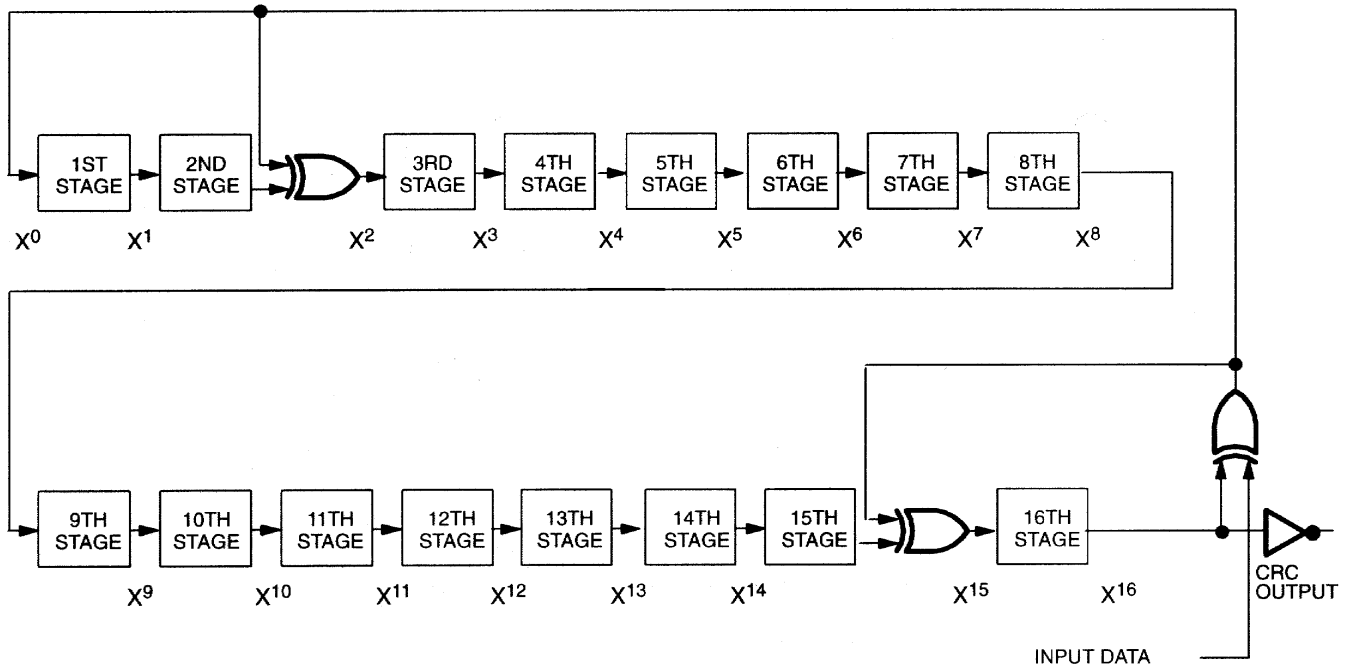 1ST
STAGE
2ND
STAGE
3RD
STAGE
4TH
STAGE
5TH
STAGE
6TH
STAGE
7TH
STAGE
8TH
STAGE
X⁰
X¹
X²
X³
X⁴
X⁵
X⁶
X⁷
X⁸
9TH
STAGE
10TH
STAGE
11TH
STAGE
12TH
STAGE
13TH
STAGE
14TH
STAGE
15TH
STAGE
16TH
STAGE
X⁹
X¹⁰
X¹¹
X¹²
X¹³
X¹⁴
X¹⁵
X¹⁶
CRC
OUTPUT
INPUT DATA